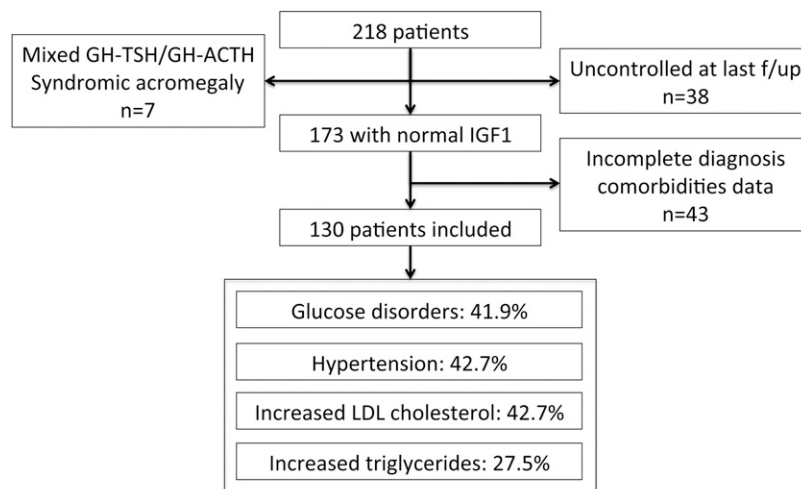 218 patients
Mixed GH-TSH/GH-ACTH
Syndromic acromegaly
n=7
Uncontrolled at last f/up
n=38
173 with normal IGF1
Incomplete diagnosis
comorbidities data
n=43
130 patients included
Glucose disorders: 41.9%
Hypertension: 42.7%
Increased LDL cholesterol: 42.7%
Increased triglycerides: 27.5%